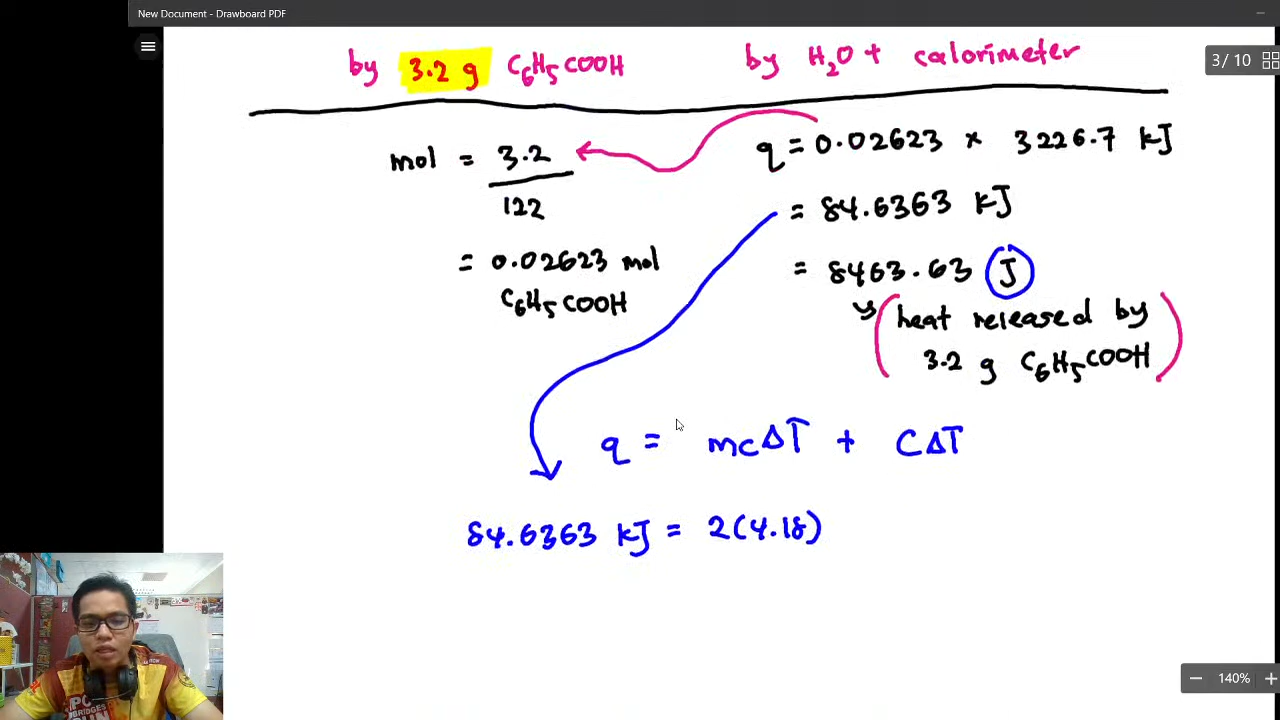 New Document - Drawboard PDF
3 / 10
by 3.2 g C₆H₅COOH
by H₂O + calorimeter
mol = 3.2
122
= 0.02623 mol
C₆H₅COOH
q = 0.02623 × 3226.7 kJ
= 84.6363 kJ
= 8463.63 J
(heat released by
3.2 g C₆H₅COOH)
q = mcΔT + CΔT
84.6363 kJ = 2(4.18)
140%